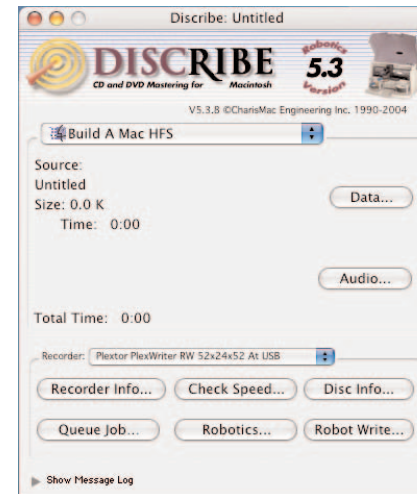 Discribe: Untitled
DISCRIBE
CD and DVD Mastering for Macintosh
Robotics
5.3
Version
V5.3.8 ©CharisMac Engineering Inc. 1990-2004
Build A Mac HFS
Source:
Untitled
Size: 0.0 K
Time: 0:00
Data...
Audio...
Total Time: 0:00
Recorder: Plextor PlexWriter RW 52x24x52 At USB
Recorder Info... Check Speed... Disc Info...
Queue Job... Robotics... Robot Write...
Show Message Log